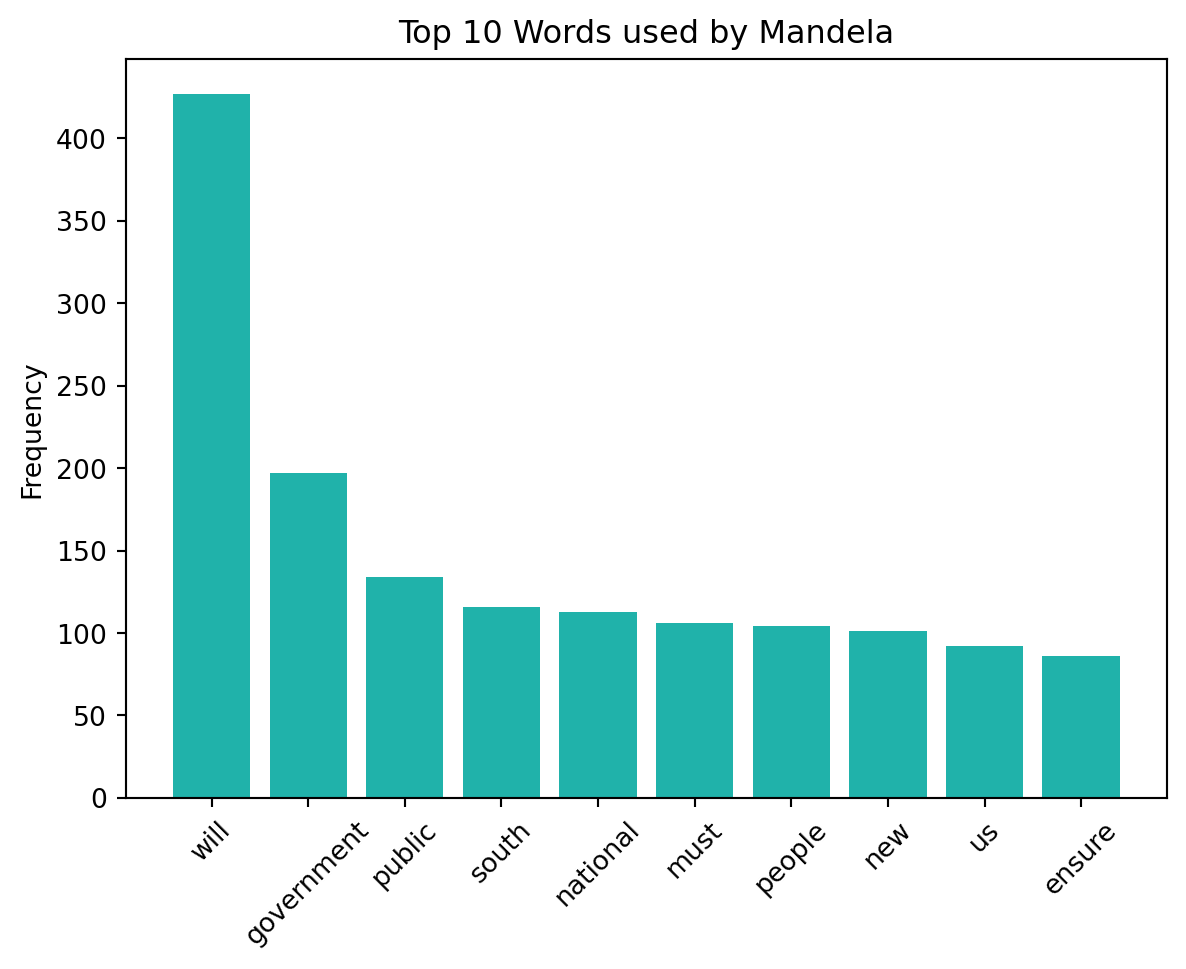 Top 10 Words used by Mandela
Frequency
400
350
300
250
200
150
100
50
0
will
government
public
south
national
must
people
new
us
ensure